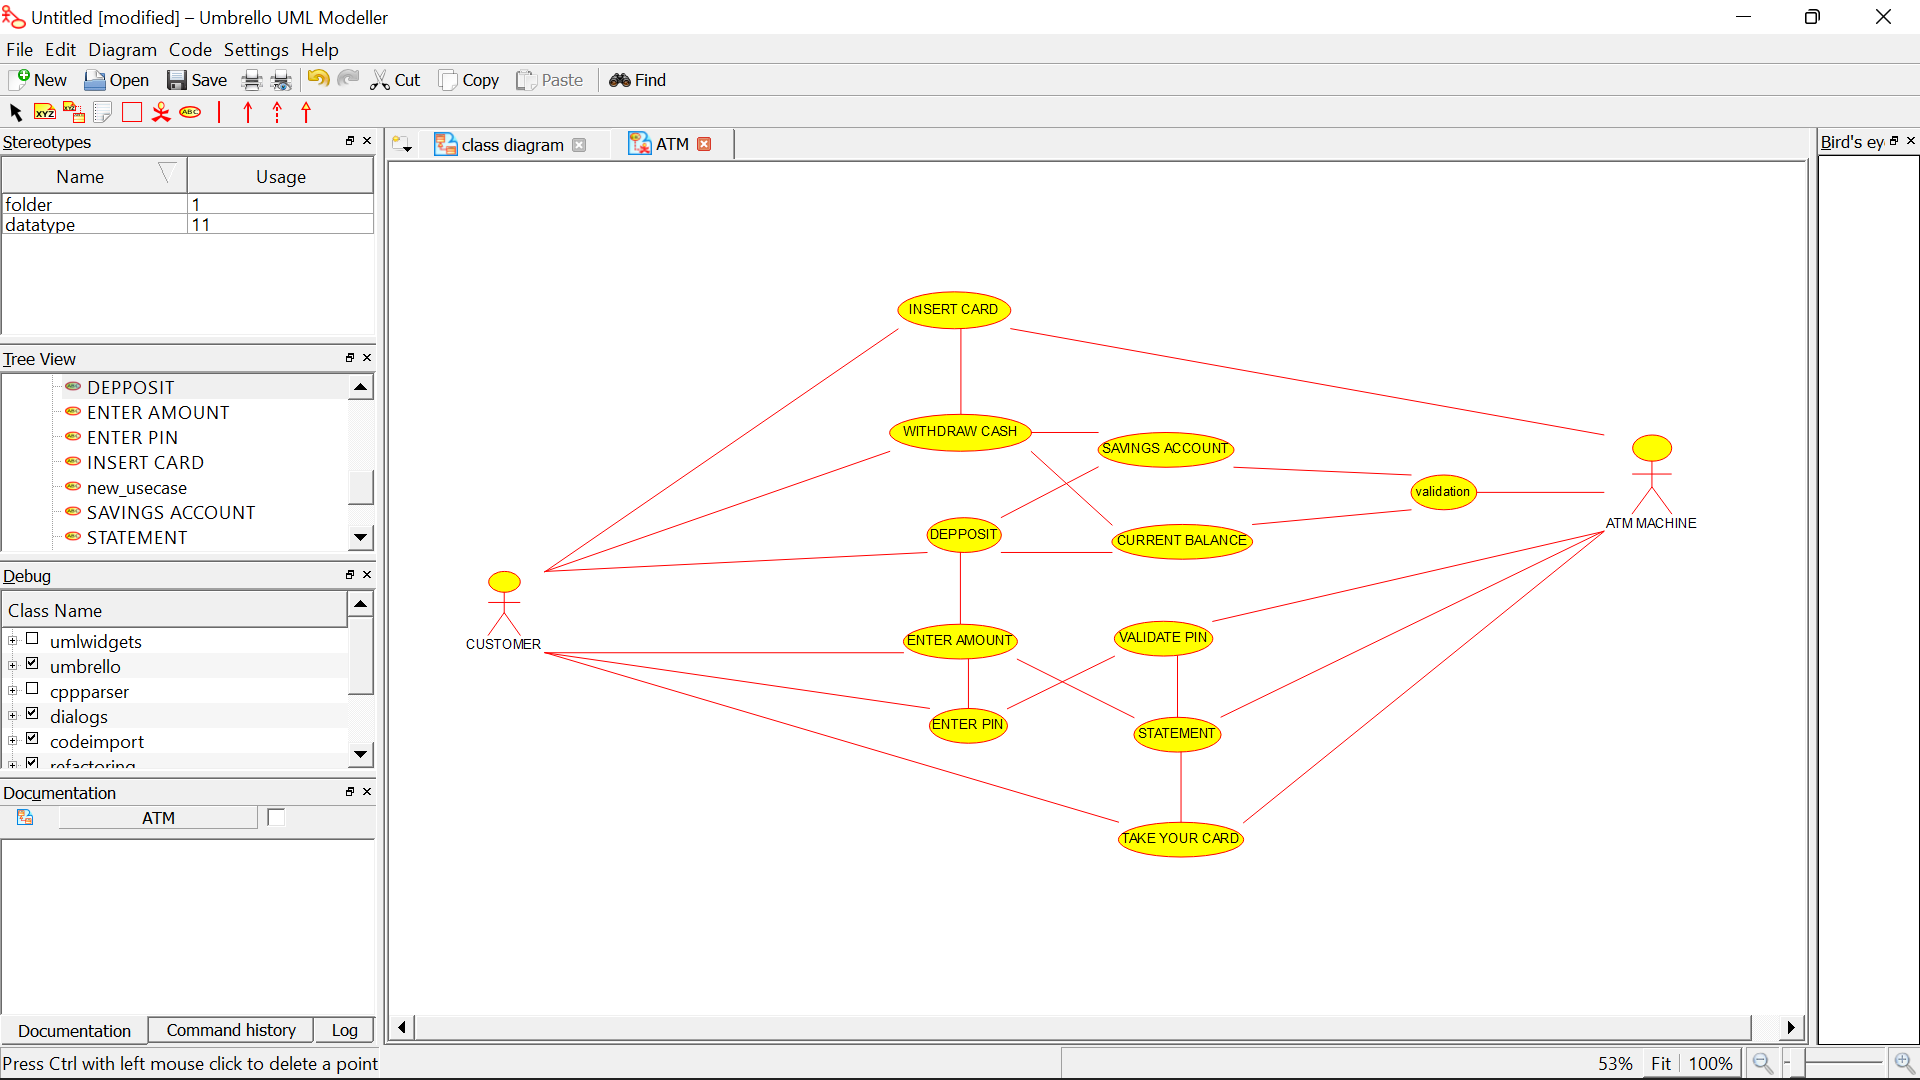 Untitled [modified] – Umbrello UML Modeller
File Edit Diagram Code Settings Help
New Open Save Cut Copy Paste Find
XYZ XYZ ABC
Stereotypes
Name Usage
folder 1
datatype 11
Tree View
DEPPOSIT
ENTER AMOUNT
ENTER PIN
INSERT CARD
new_usecase
SAVINGS ACCOUNT
STATEMENT
Debug
Class Name
umlwidgets
umbrello
cppparser
dialogs
codeimport
refactoring
Documentation
ATM
Documentation Command history Log
Press Ctrl with left mouse click to delete a point
class diagram ATM
INSERT CARD
WITHDRAW CASH
SAVINGS ACCOUNT
validation
ATM MACHINE
DEPPOSIT
CURRENT BALANCE
CUSTOMER
ENTER AMOUNT
VALIDATE PIN
ENTER PIN
STATEMENT
TAKE YOUR CARD
Bird's ey
53% Fit 100%